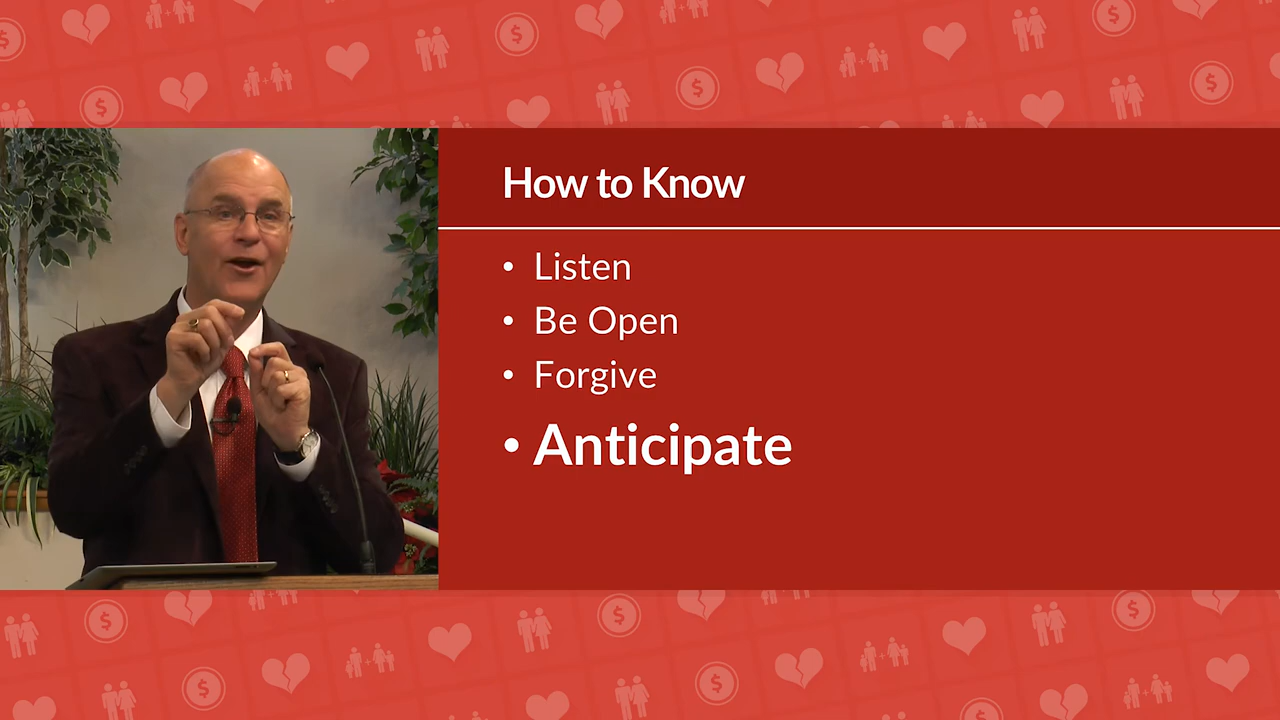 How to Know
• Listen
• Be Open
• Forgive
• Anticipate